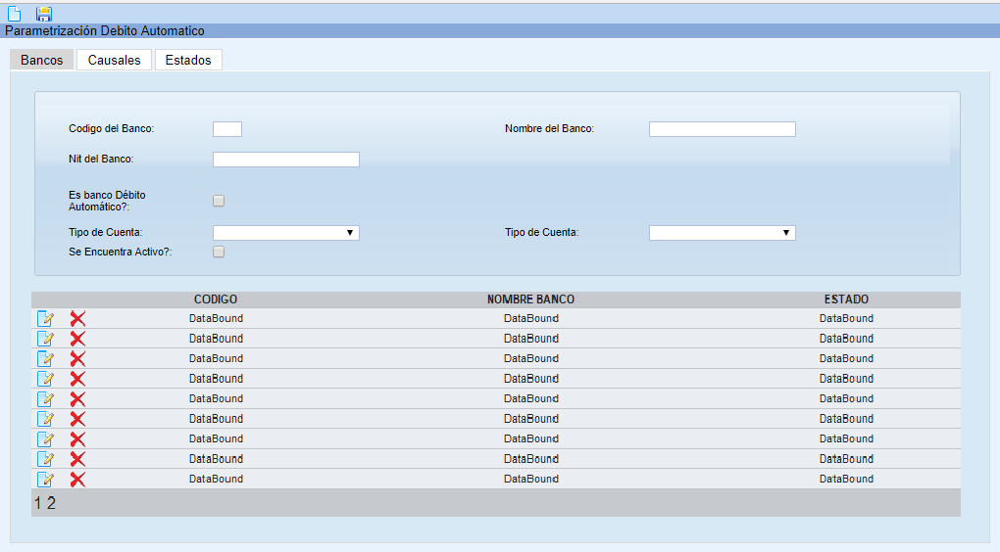 Parametrización Debito Automatico
Bancos Causales Estados
Codigo del Banco: Nombre del Banco:
Nit del Banco:
Es banco Débito
Automático?:
Tipo de Cuenta: Tipo de Cuenta:
Se Encuentra Activo?:
CODIGO NOMBRE BANCO ESTADO
DataBound DataBound DataBound
DataBound DataBound DataBound
DataBound DataBound DataBound
DataBound DataBound DataBound
DataBound DataBound DataBound
DataBound DataBound DataBound
DataBound DataBound DataBound
DataBound DataBound DataBound
DataBound DataBound DataBound
1 2